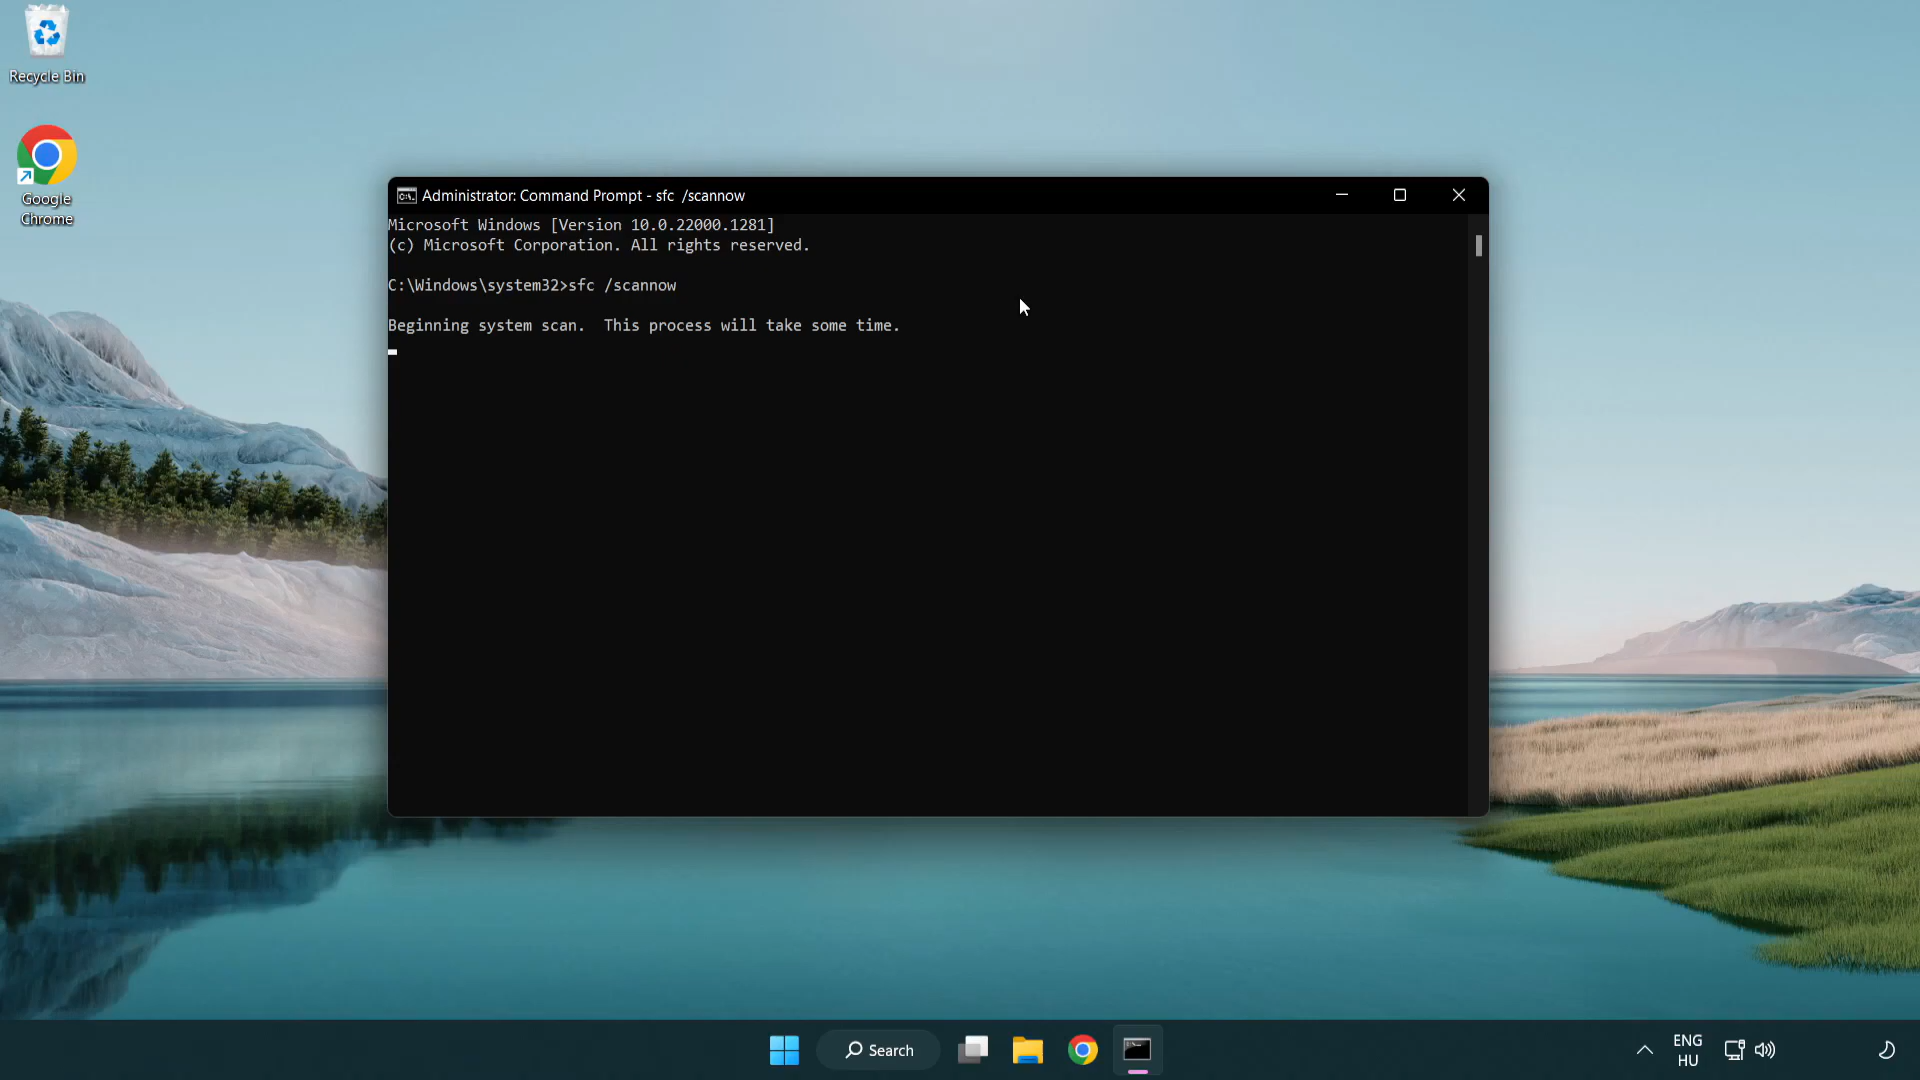 Recycle Bin
Google
Chrome
Administrator: Command Prompt - sfc  /scannow
Microsoft Windows [Version 10.0.22000.1281]
(c) Microsoft Corporation. All rights reserved.
C:\Windows\system32>sfc /scannow
Beginning system scan.  This process will take some time.
Search
ENG
HU